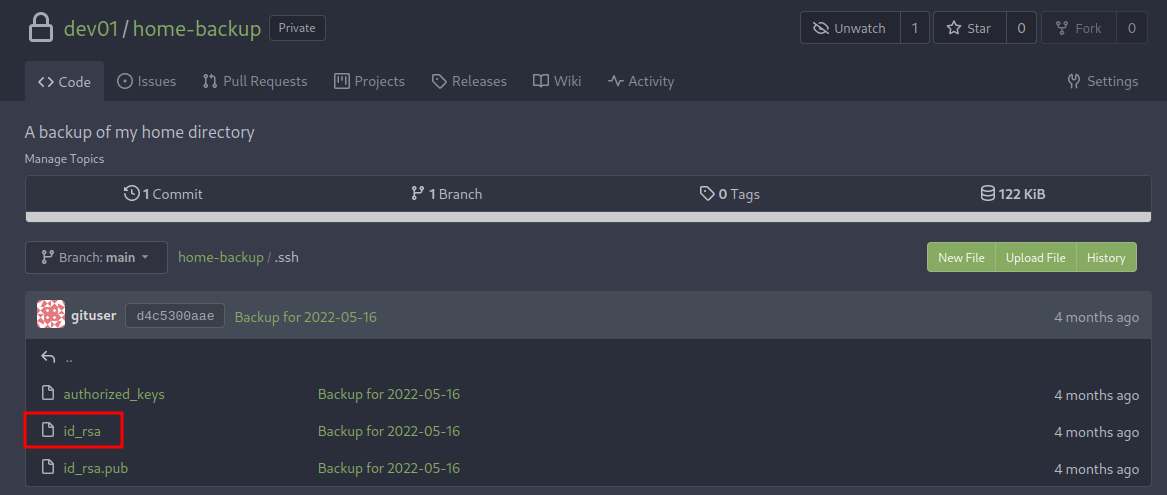 dev01 / home-backup Private Unwatch 1 Star 0 Fork 0
Code Issues Pull Requests Projects Releases Wiki Activity Settings
A backup of my home directory
Manage Topics
1 Commit 1 Branch 0 Tags 122 KiB
Branch: main home-backup / .ssh New File Upload File History
gituser d4c5300aae Backup for 2022-05-16 4 months ago
..
authorized_keys Backup for 2022-05-16 4 months ago
id_rsa Backup for 2022-05-16 4 months ago
id_rsa.pub Backup for 2022-05-16 4 months ago